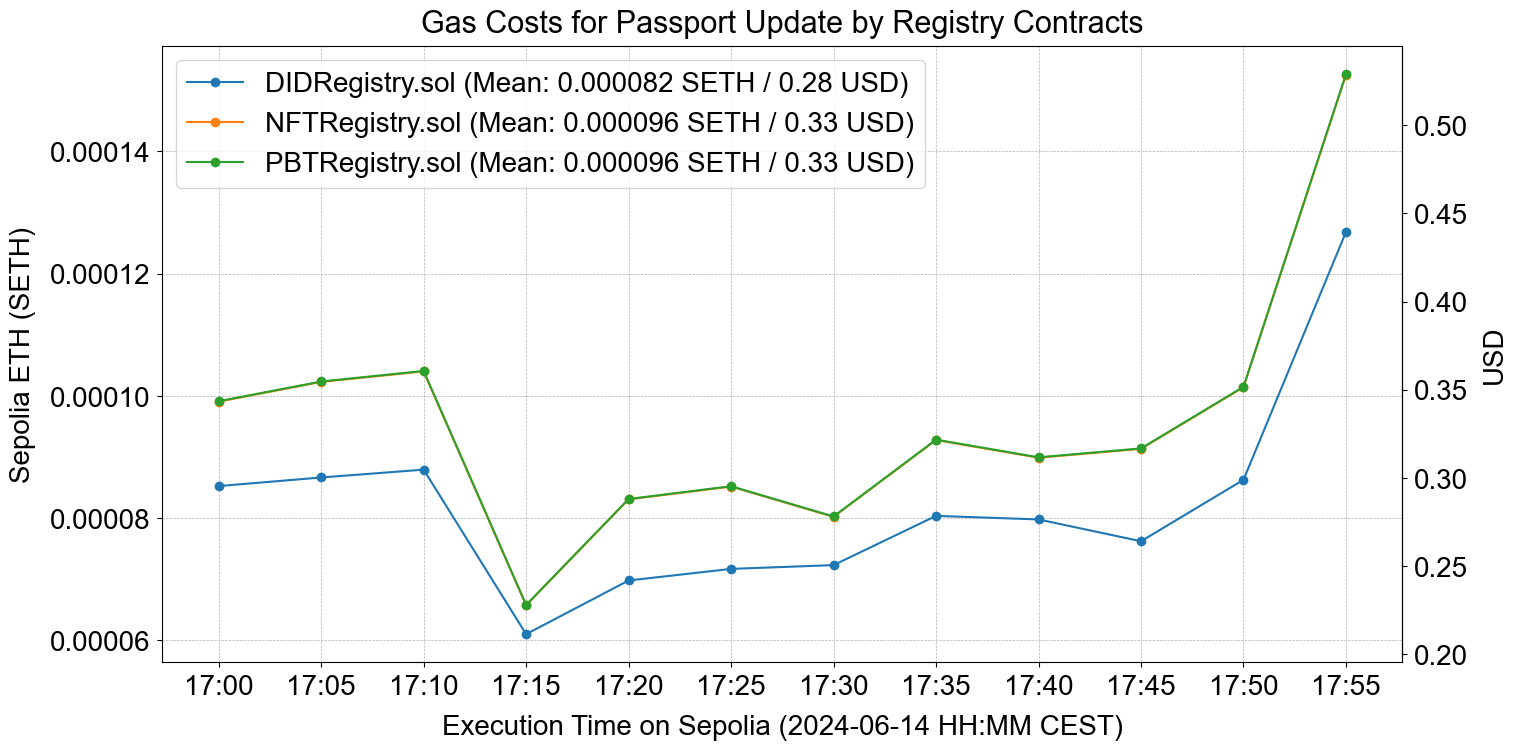 Gas Costs for Passport Update by Registry Contracts
DIDRegistry.sol (Mean: 0.000082 SETH / 0.28 USD)
NFTRegistry.sol (Mean: 0.000096 SETH / 0.33 USD)
PBTRegistry.sol (Mean: 0.000096 SETH / 0.33 USD)
Sepolia ETH (SETH)
0.00014
0.00012
0.00010
0.00008
0.00006
0.50
0.45
0.40
0.35
0.30
0.25
0.20
USD
17:00 17:05 17:10 17:15 17:20 17:25 17:30 17:35 17:40 17:45 17:50 17:55
Execution Time on Sepolia (2024-06-14 HH:MM CEST)